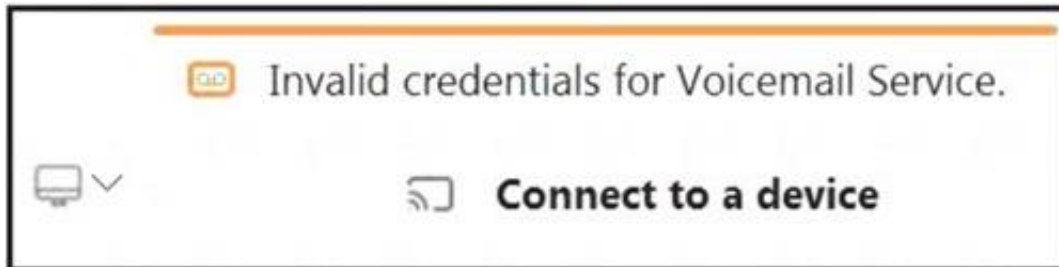 Invalid credentials for Voicemail Service.
Connect to a device